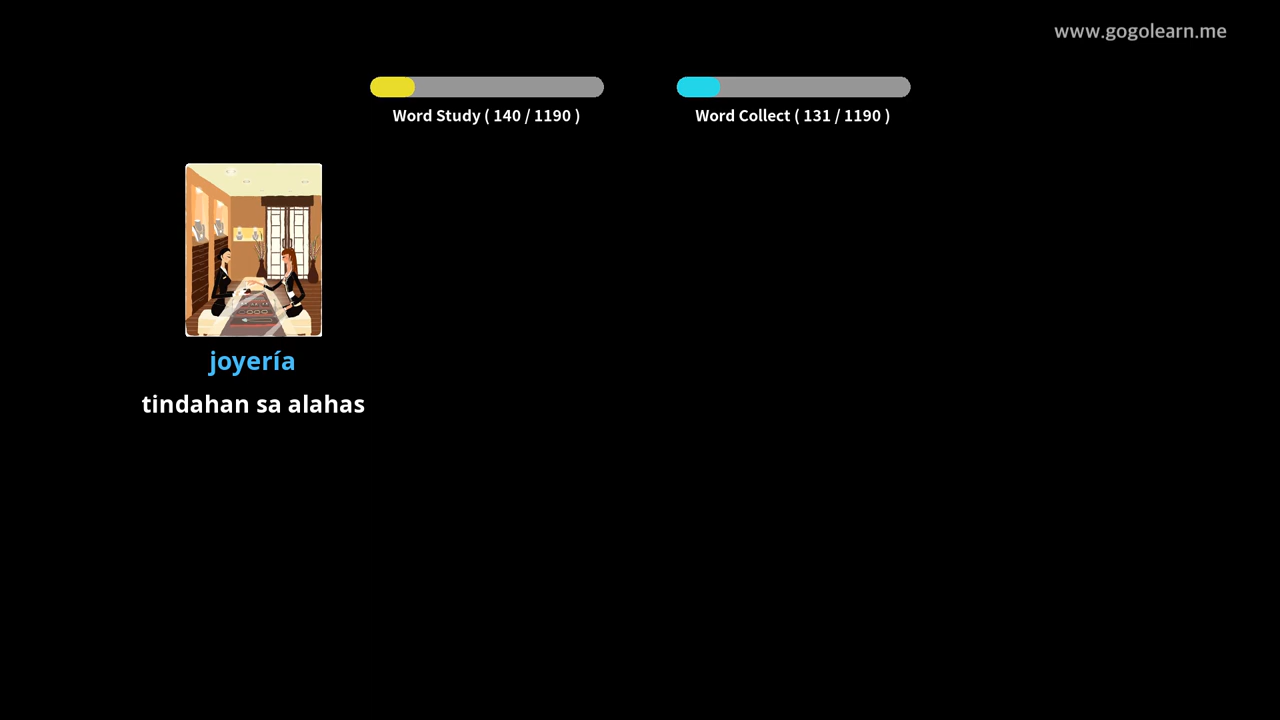 www.gogolearn.me
Word Study ( 140 / 1190 )
Word Collect ( 131 / 1190 )
joyería
tindahan sa alahas